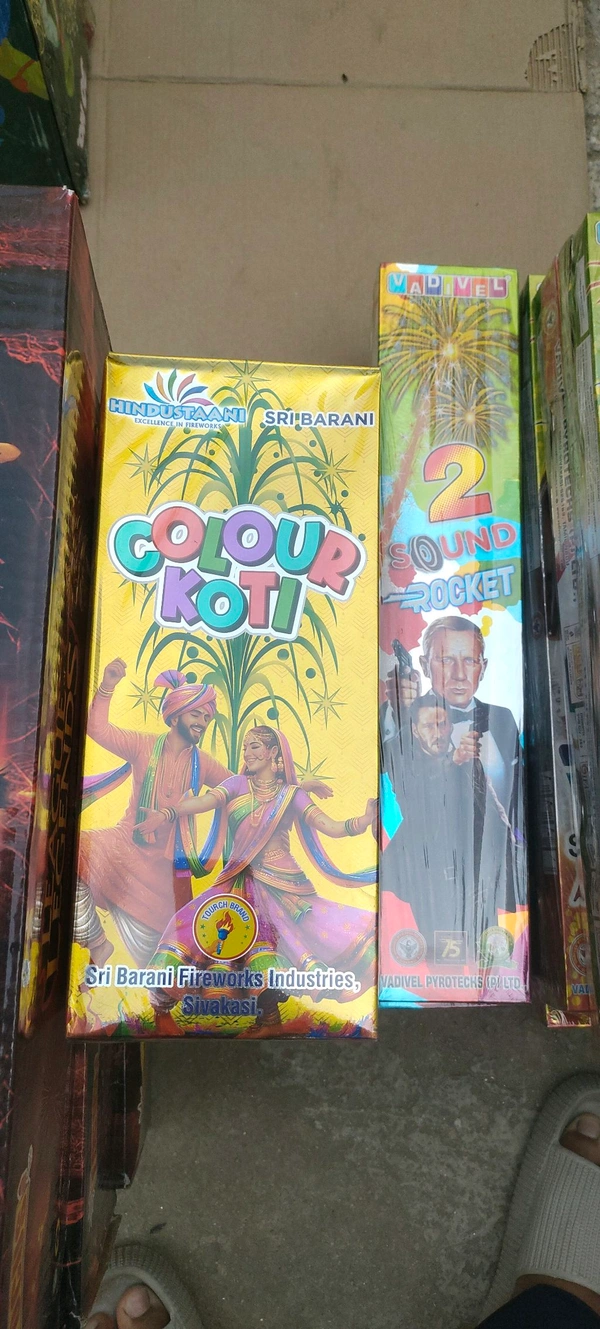 HINDUSTAANI
EXCELLENCE IN FIREWORKS
SRI BARANI
COLOUR
KOTI
TOURCH BRAND
Sri Barani Fireworks Industries,
Sivakasi.
VADIVEL
2
SOUND
ROCKET
75
VADIVEL PYROTECHS (P) LTD.